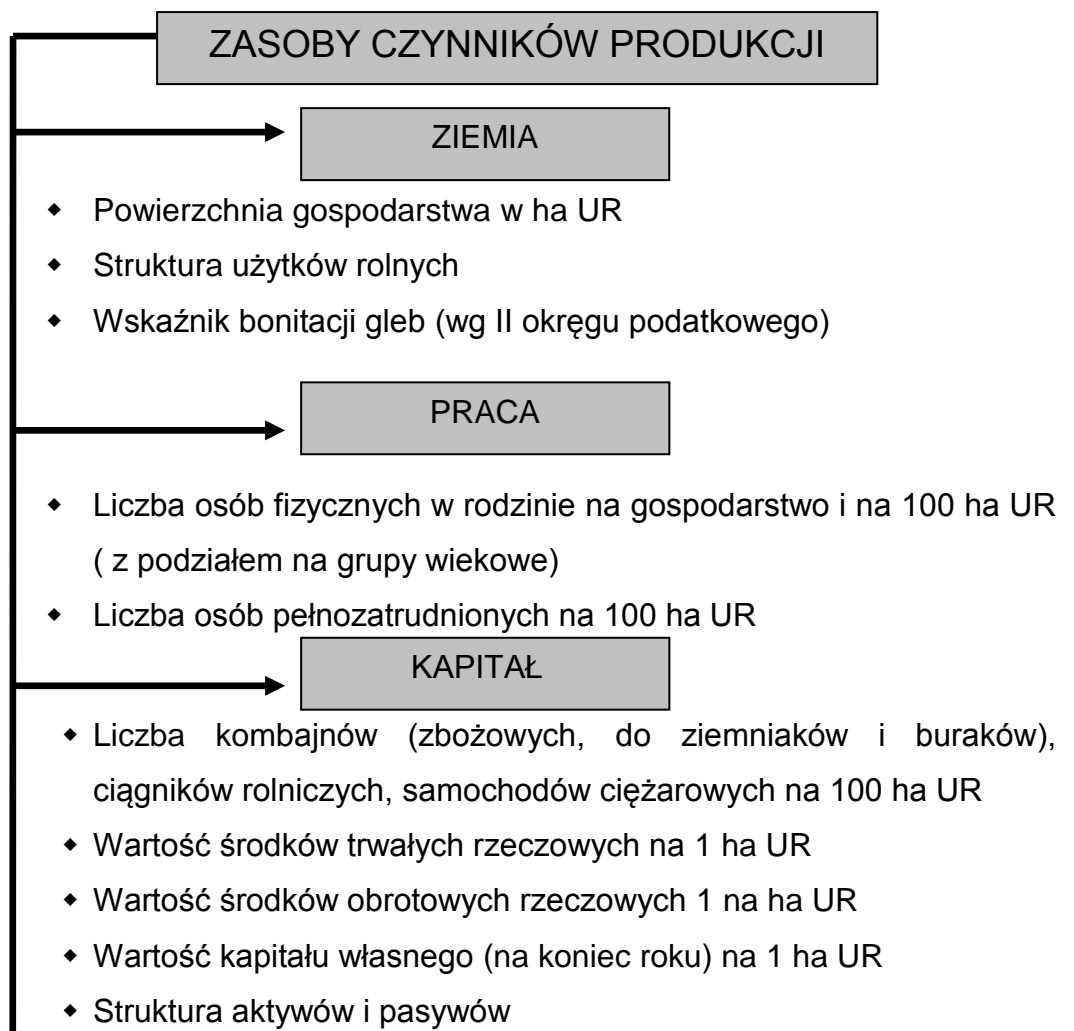 ZASOBY CZYNNIKÓW PRODUKCJI
ZIEMIA
◆ Powierzchnia gospodarstwa w ha UR
◆ Struktura użytków rolnych
◆ Wskaźnik bonitacji gleb (wg II okręgu podatkowego)
PRACA
◆ Liczba osób fizycznych w rodzinie na gospodarstwo i na 100 ha UR
( z podziałem na grupy wiekowe)
◆ Liczba osób pełnozatrudnionych na 100 ha UR
KAPITAŁ
◆ Liczba kombajnów (zbożowych, do ziemniaków i buraków),
ciągników rolniczych, samochodów ciężarowych na 100 ha UR
◆ Wartość środków trwałych rzeczowych na 1 ha UR
◆ Wartość środków obrotowych rzeczowych 1 na ha UR
◆ Wartość kapitału własnego (na koniec roku) na 1 ha UR
◆ Struktura aktywów i pasywów